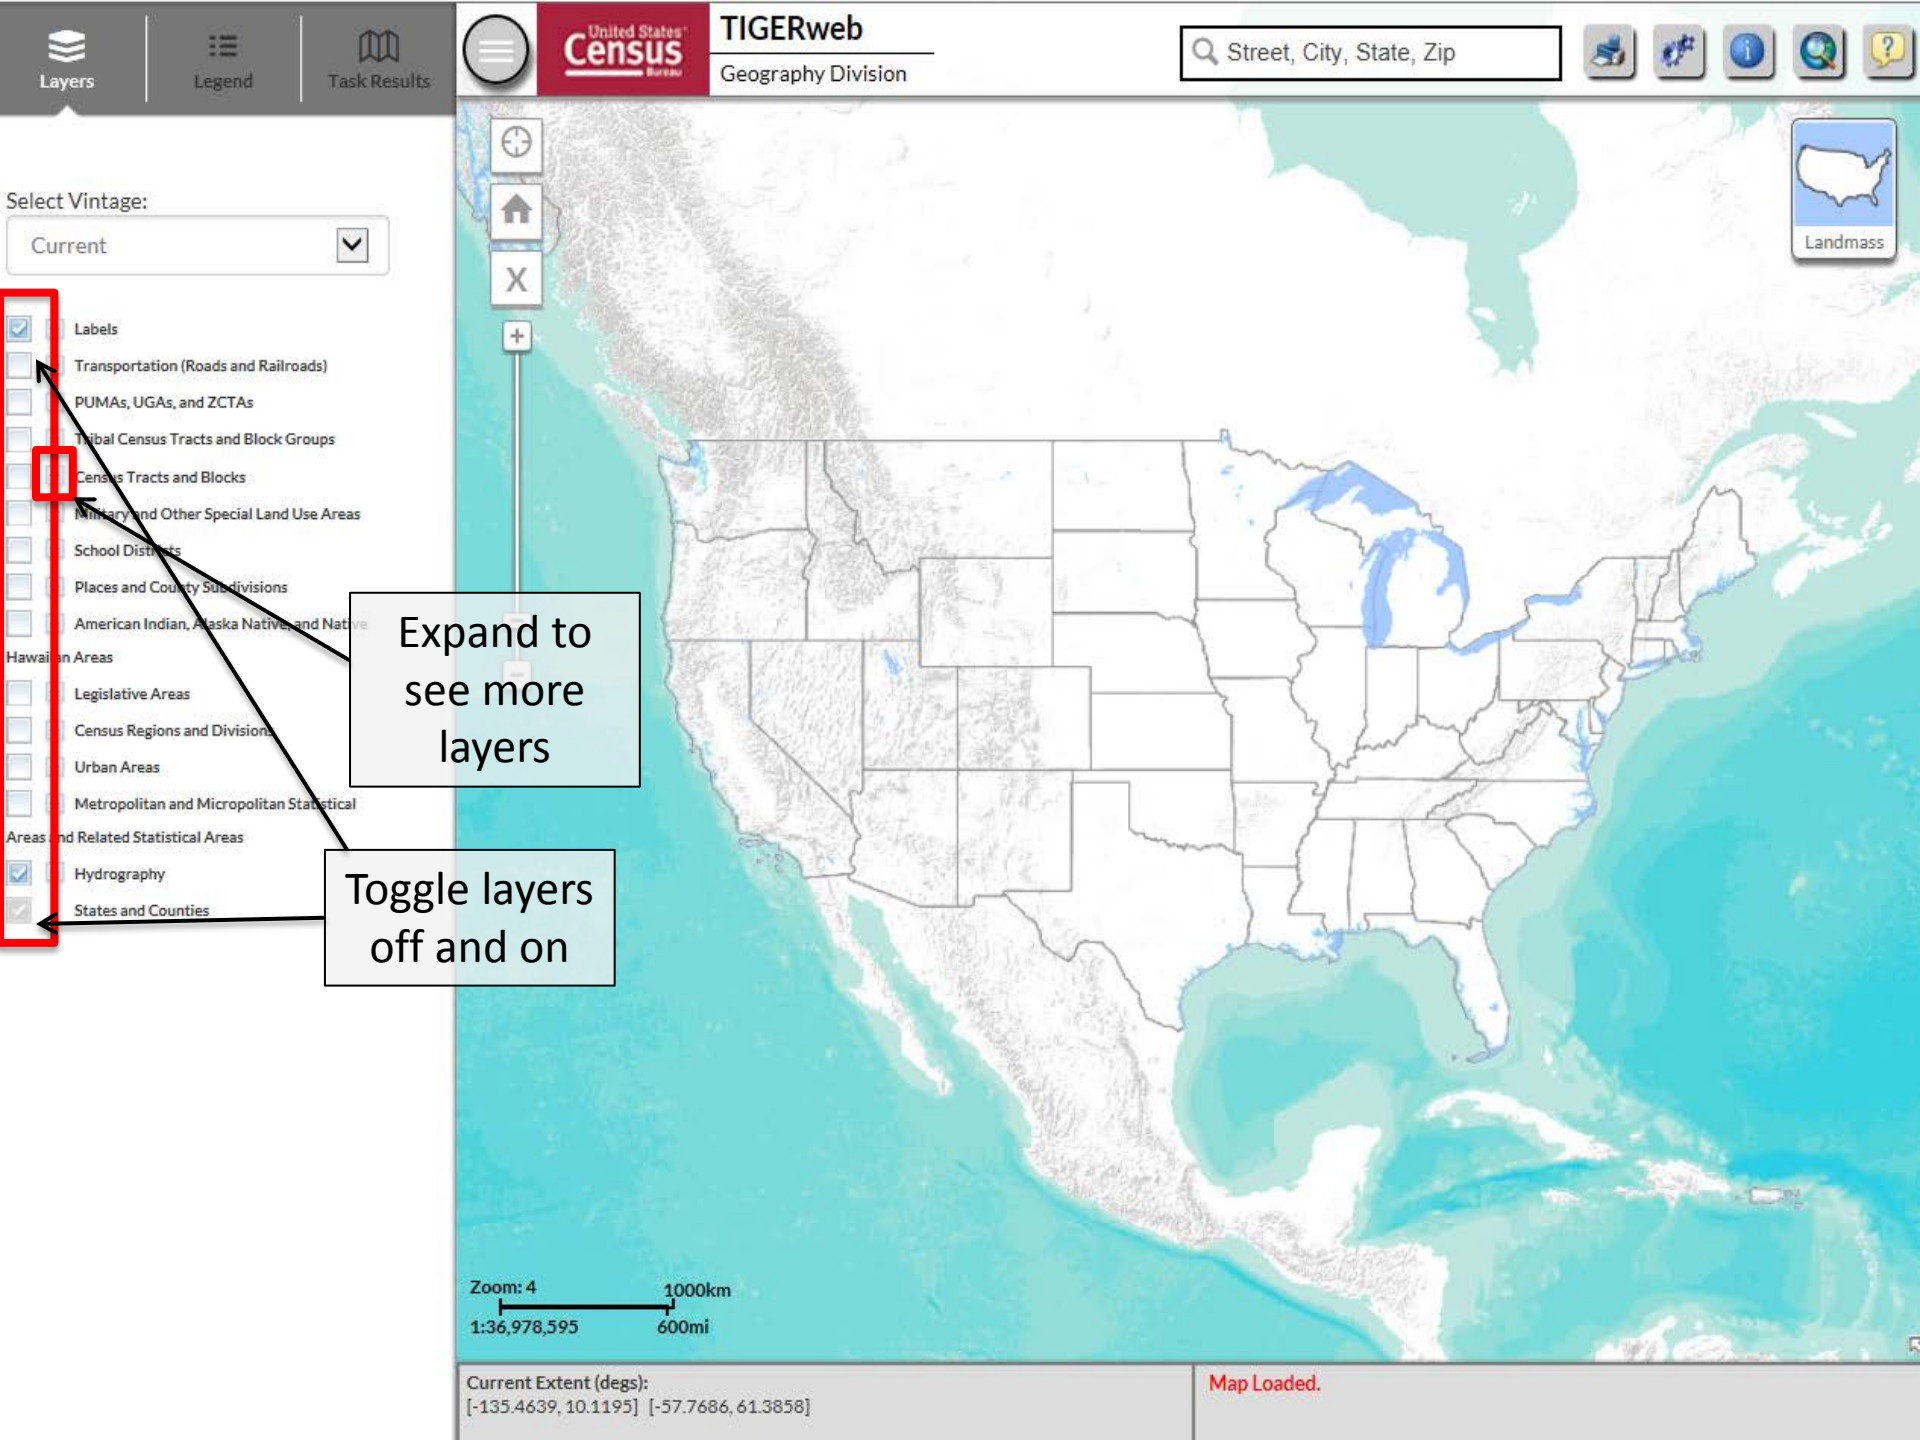 Layers
Legend
Task Results
United States
Census
Bureau
TIGERweb
Geography Division
Street, City, State, Zip
Select Vintage:
Current
Labels
Transportation (Roads and Railroads)
PUMAs, UGAs, and ZCTAs
Tribal Census Tracts and Block Groups
Census Tracts and Blocks
Military and Other Special Land Use Areas
School Districts
Places and County Subdivisions
American Indian, Alaska Native, and Native
Hawaiian Areas
Legislative Areas
Census Regions and Divisions
Urban Areas
Metropolitan and Micropolitan Statistical
Areas and Related Statistical Areas
Hydrography
States and Counties
X
+
Expand to
see more
layers
Toggle layers
off and on
Landmass
Zoom: 4
1000km
1:36,978,595
600mi
Current Extent (degs):
[-135.4639, 10.1195] [-57.7686, 61.3858]
Map Loaded.